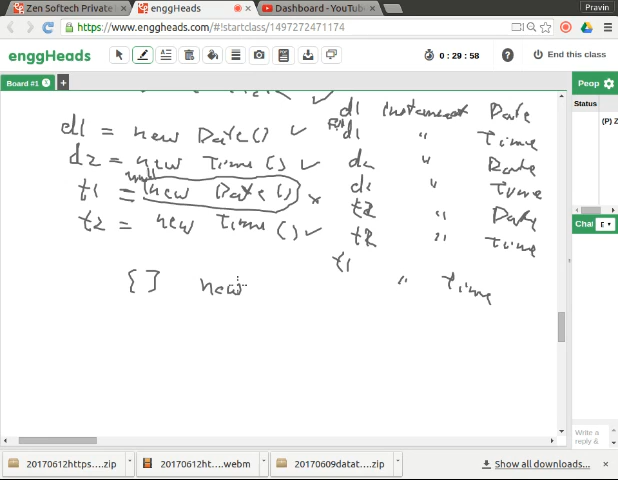 Zen Softech Private
enggHeads
Dashboard - YouTube
Pravin
https://www.enggheads.com/#!startclass/1497272471174
enggHeads
0 : 29 : 58
End this class
Board #1
Peop
Status
(P) Z
Chat
E
Write a
reply &
d1 instanceof Date
d1 = new Date() ✓
d1 " Time
d2 = new Time() ✓
d2 " Date
null
t1 = new Date() ×
d2 " Time
t2 = new Time() ✓
t2 " Date
t2 " Time
t1 " Time
[ ] new
20170612https....zip
20170612ht....webm
20170609datat....zip
Show all downloads...